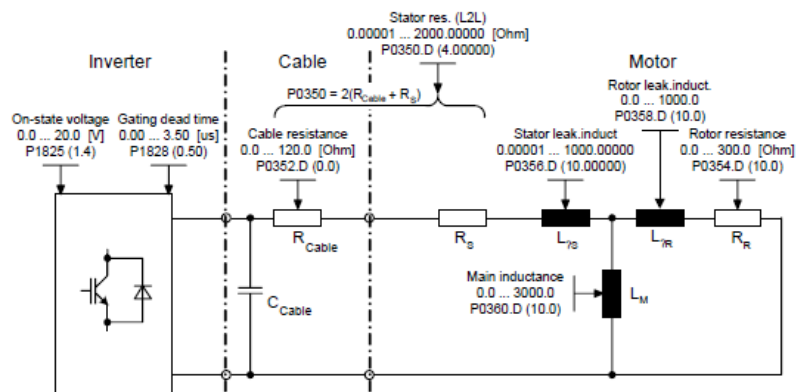 Stator res. (L2L)
0.00001 ... 2000.00000 [Ohm]
P0350.D (4.00000)
Inverter
Cable
Motor
P0350 = 2(R_Cable + R_S)
Rotor leak.induct.
0.0 ... 1000.0
P0358.D (10.0)
On-state voltage
0.0 ... 20.0 [V]
P1825 (1.4)
Gating dead time
0.00 ... 3.50 [us]
P1828 (0.50)
Cable resistance
0.0 ... 120.0 [Ohm]
P0352.D (0.0)
Stator leak.induct
0.00001 ... 1000.00000
P0356.D (10.00000)
Rotor resistance
0.0 ... 300.0 [Ohm]
P0354.D (10.0)
R_Cable
R_S
L_?S
L_?R
R_R
C_Cable
Main inductance
0.0 ... 3000.0
P0360.D (10.0)
L_M